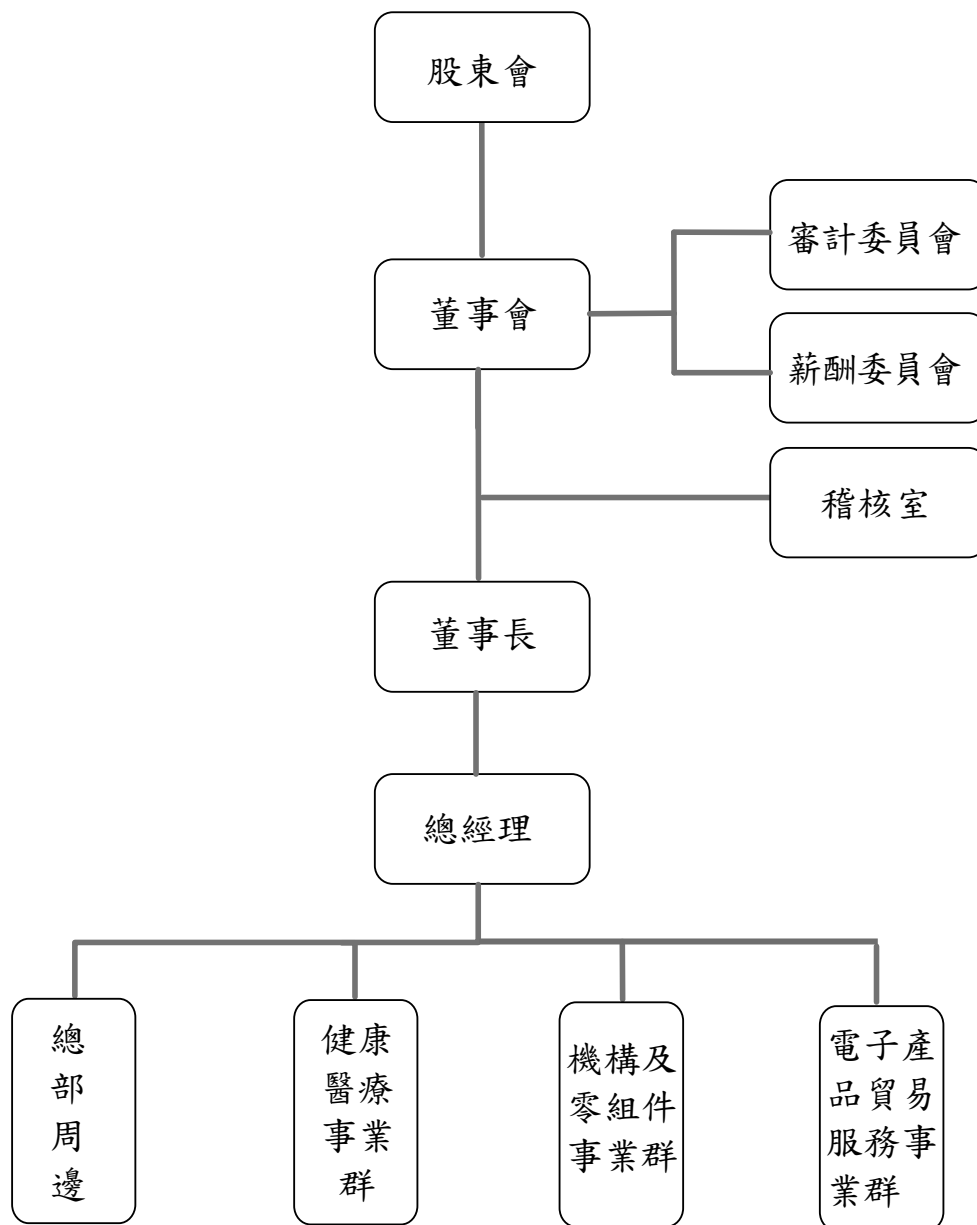 股東會
審計委員會
董事會
薪酬委員會
稽核室
董事長
總經理
總
部
周
邊
健康
醫療
事業
群
機構及
零組件
事業群
電子產
品貿易
服務事
業群